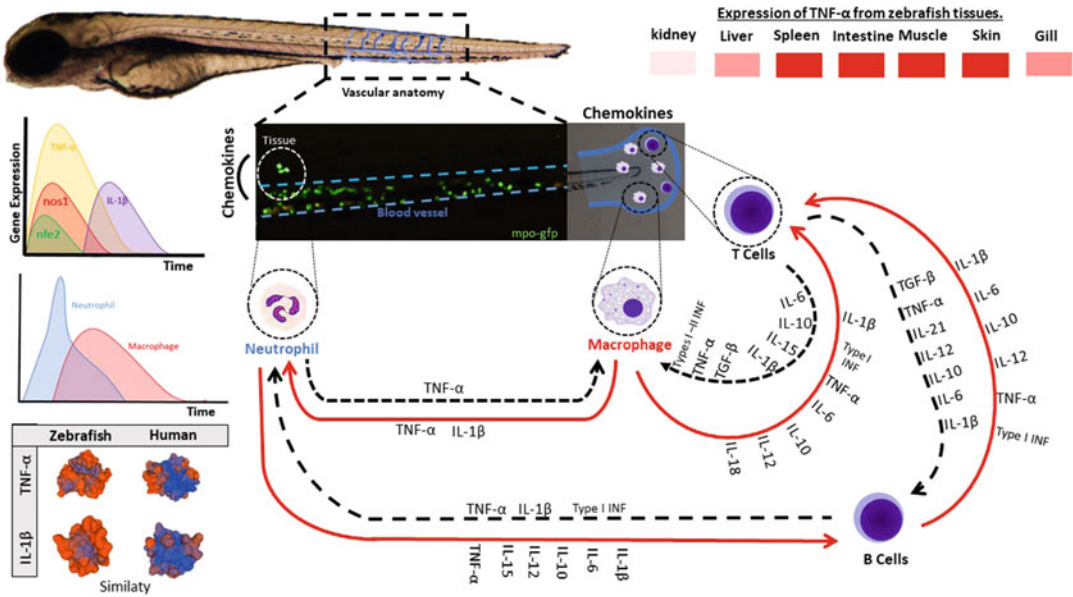 Expression of TNF-α from zebrafish tissues.
kidney Liver Spleen Intestine Muscle Skin Gill
Vascular anatomy
Chemokines
Chemokines
Tissue
Blood vessel
mpo-gfp
Gene Expression
TNF-α
nos1
IL-1β
nfe2
Time
Neutrophil
Macrophage
Time
Zebrafish Human
TNF-α
IL-1β
Similaty
Neutrophil
Macrophage
T Cells
B Cells
TNF-α
TNF-α IL-1β
IL-6
IL-10
IL-15
IL-1β
TGF-β
TNF-α
Types I –II INF
IL-1β
Type I
INF
TNF-α
IL-6
IL-10
IL-12
IL-18
TGF-β
TNF-α
IL-21
IL-12
IL-10
IL-6
IL-1β
IL-1β
IL-6
IL-10
IL-12
TNF-α
Type I INF
TNF-α IL-1β Type I INF
TNF-α
IL-15
IL-12
IL-10
IL-6
IL-1β